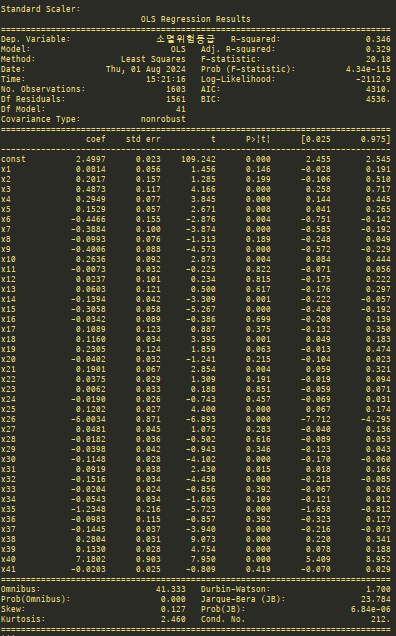 Standard Scaler:
OLS Regression Results
Dep. Variable: 소멸위험등급 R-squared: 0.346
Model: OLS Adj. R-squared: 0.329
Method: Least Squares F-statistic: 20.18
Date: Thu, 01 Aug 2024 Prob (F-statistic): 4.34e-115
Time: 15:21:16 Log-Likelihood: -2112.9
No. Observations: 1603 AIC: 4310.
Df Residuals: 1561 BIC: 4536.
Df Model: 41
Covariance Type: nonrobust
coef std err t P>|t| [0.025 0.975]
const 2.4997 0.023 109.242 0.000 2.455 2.545
x1 0.0814 0.056 1.456 0.146 -0.028 0.191
x2 0.2017 0.157 1.285 0.199 -0.106 0.510
x3 0.4873 0.117 4.166 0.000 0.258 0.717
x4 0.2949 0.077 3.845 0.000 0.144 0.445
x5 0.1529 0.057 2.671 0.008 0.041 0.265
x6 -0.4466 0.155 -2.876 0.004 -0.751 -0.142
x7 -0.3884 0.100 -3.874 0.000 -0.585 -0.192
x8 -0.0993 0.076 -1.313 0.189 -0.248 0.049
x9 -0.4006 0.088 -4.573 0.000 -0.572 -0.229
x10 0.2636 0.092 2.873 0.004 0.084 0.444
x11 -0.0073 0.032 -0.225 0.822 -0.071 0.056
x12 0.0237 0.101 0.234 0.815 -0.175 0.222
x13 0.0603 0.121 0.500 0.617 -0.176 0.297
x14 -0.1394 0.042 -3.309 0.001 -0.222 -0.057
x15 -0.3058 0.058 -5.267 0.000 -0.420 -0.192
x16 -0.0342 0.089 -0.386 0.699 -0.208 0.139
x17 0.1089 0.123 0.887 0.375 -0.132 0.350
x18 0.1160 0.034 3.395 0.001 0.049 0.183
x19 0.2305 0.124 1.859 0.063 -0.013 0.474
x20 -0.0402 0.032 -1.241 0.215 -0.104 0.023
x21 0.1901 0.067 2.854 0.004 0.059 0.321
x22 0.0375 0.029 1.309 0.191 -0.019 0.094
x23 0.0062 0.033 0.188 0.851 -0.059 0.071
x24 -0.0190 0.026 -0.743 0.457 -0.069 0.031
x25 0.1202 0.027 4.400 0.000 0.067 0.174
x26 -6.0034 0.871 -6.893 0.000 -7.712 -4.295
x27 0.0481 0.045 1.075 0.283 -0.040 0.136
x28 -0.0182 0.036 -0.502 0.616 -0.089 0.053
x29 -0.0398 0.042 -0.943 0.346 -0.123 0.043
x30 -0.1148 0.028 -4.102 0.000 -0.170 -0.060
x31 0.0919 0.038 2.430 0.015 0.018 0.166
x32 -0.1516 0.034 -4.458 0.000 -0.218 -0.085
x33 -0.0204 0.024 -0.856 0.392 -0.067 0.026
x34 -0.0543 0.034 -1.605 0.109 -0.121 0.012
x35 -1.2348 0.216 -5.723 0.000 -1.658 -0.812
x36 -0.0983 0.115 -0.857 0.392 -0.323 0.127
x37 -0.1445 0.037 -3.940 0.000 -0.216 -0.073
x38 0.2804 0.031 9.073 0.000 0.220 0.341
x39 0.1330 0.028 4.754 0.000 0.078 0.188
x40 7.1802 0.903 7.950 0.000 5.409 8.952
x41 -0.0203 0.025 -0.809 0.419 -0.070 0.029
Omnibus: 41.333 Durbin-Watson: 1.700
Prob(Omnibus): 0.000 Jarque-Bera (JB): 23.784
Skew: 0.127 Prob(JB): 6.84e-06
Kurtosis: 2.460 Cond. No. 212.